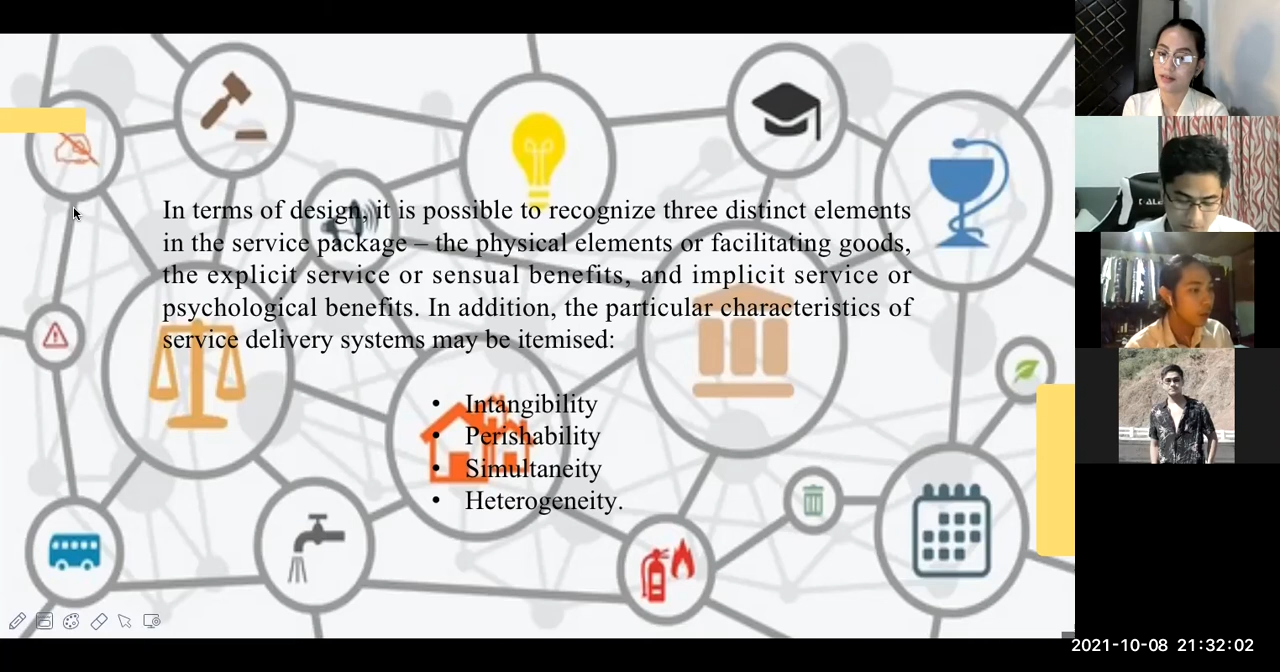 In terms of design, it is possible to recognize three distinct elements
in the service package – the physical elements or facilitating goods,
the explicit service or sensual benefits, and implicit service or
psychological benefits. In addition, the particular characteristics of
service delivery systems may be itemised:
• Intangibility
• Perishability
• Simultaneity
• Heterogeneity.
2021-10-08 21:32:02